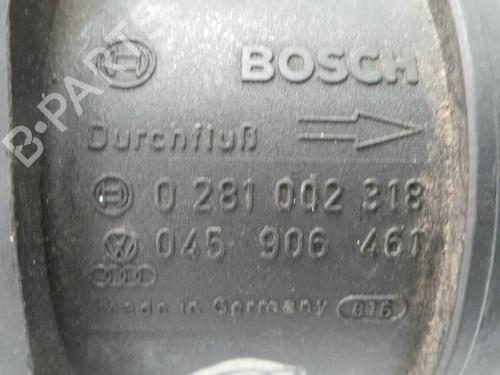 BOSCH
Durchfluß
0 281 002 318
045 906 461
Made in Germany 816
B-PARTS